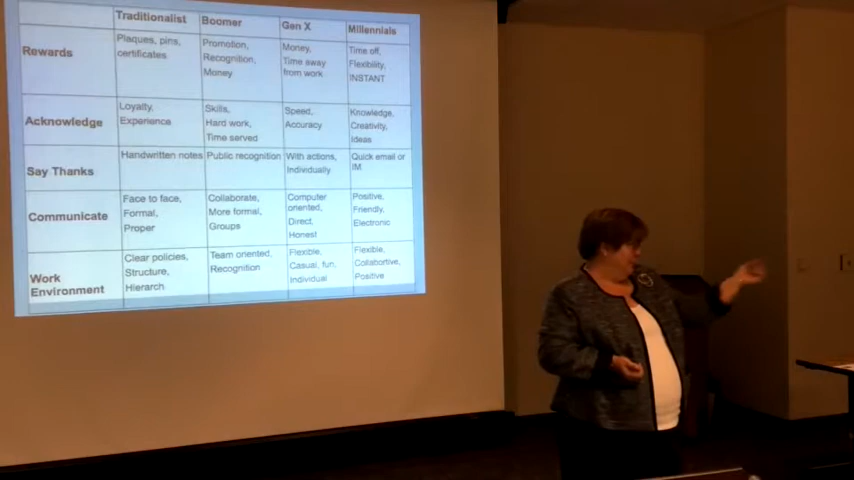 Traditionalist Boomer Gen X Millennials
Rewards
Plaques, pins,
certificates
Promotion,
Recognition,
Money
Money,
Time away
from work
Time off,
Flexibility,
INSTANT
Acknowledge
Loyalty,
Experience
Skills,
Hard work,
Time served
Speed,
Accuracy
Knowledge,
Creativity,
Ideas
Say Thanks
Handwritten notes
Public recognition
With actions,
Individually
Quick email or
IM
Communicate
Face to face,
Formal,
Proper
Collaborate,
More formal,
Groups
Computer
oriented,
Direct,
Honest
Positive,
Friendly,
Electronic
Work
Environment
Clear policies,
Structure,
Hierarch
Team oriented,
Recognition
Flexible,
Casual, fun,
Individual
Flexible,
Collabortive,
Positive